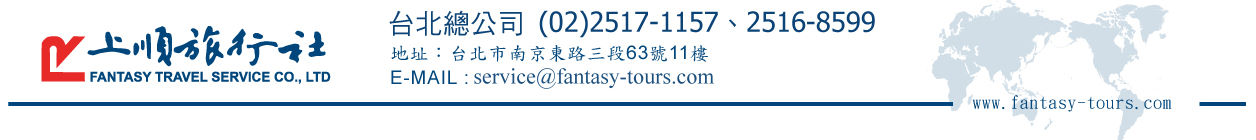 上順旅行社
FANTASY TRAVEL SERVICE CO., LTD
台北總公司 (02)2517-1157、2516-8599
地址：台北市南京東路三段63號11樓
E-MAIL : service@fantasy-tours.com
www.fantasy-tours.com